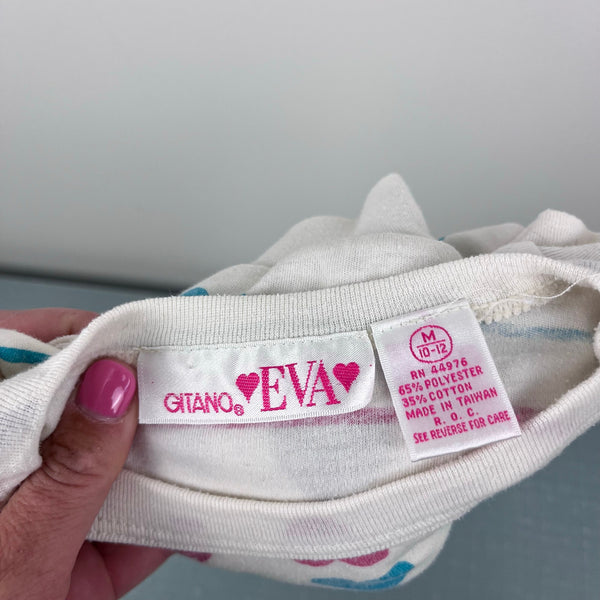 GITANO® ♥EVA♥
M
10-12
RN 44976
65% POLYESTER
35% COTTON
MADE IN TAIWAN
R. O. C.
SEE REVERSE FOR CARE